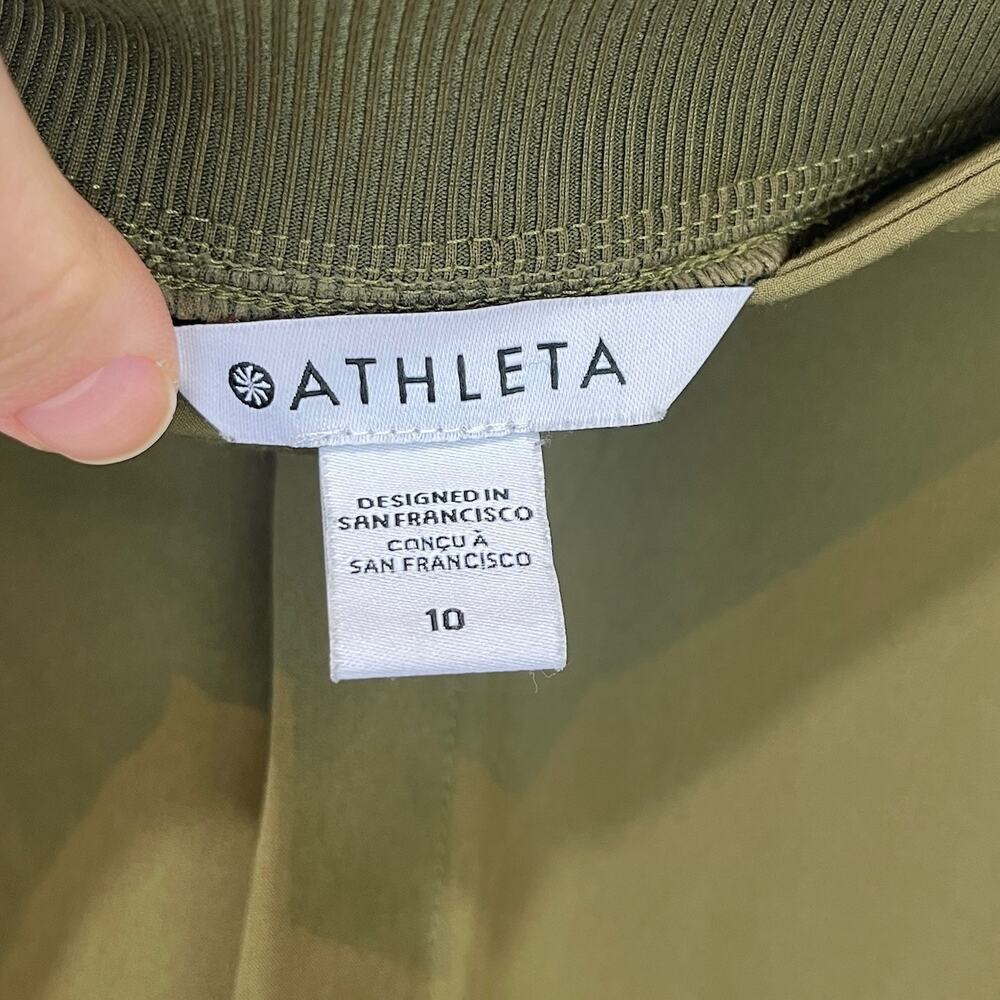 ATHLETA
DESIGNED IN
SAN FRANCISCO
CONÇU À
SAN FRANCISCO
10